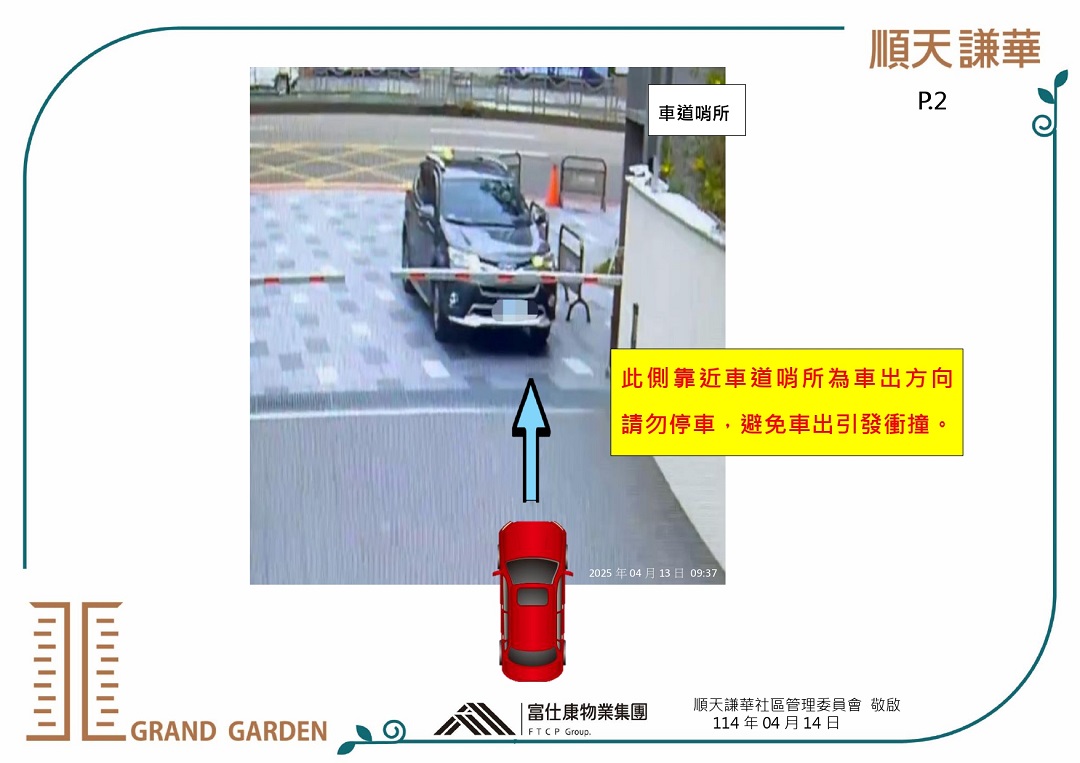 順天謙華
P.2
車道哨所
此側靠近車道哨所為車出方向
請勿停車，避免車出引發衝撞。
2025 年 04 月 13 日 09:37
GRAND GARDEN
富仕康物業集團
FTCP Group.
順天謙華社區管理委員會 敬啟
114 年 04 月 14 日